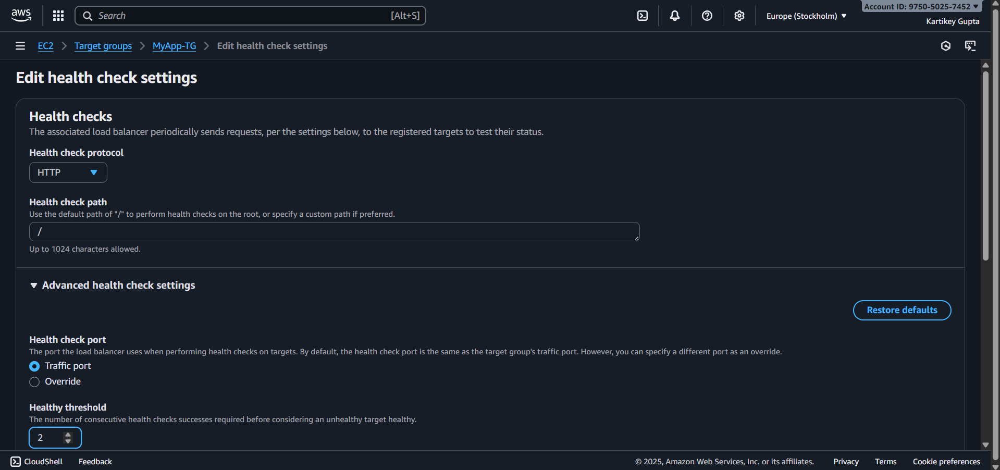 aws
Search [Alt+S]
Europe (Stockholm)
Account ID: 9750-5025-7452
Kartikey Gupta
EC2 Target groups MyApp-TG Edit health check settings
Edit health check settings
Health checks
The associated load balancer periodically sends requests, per the settings below, to the registered targets to test their status.
Health check protocol
HTTP
Health check path
Use the default path of "/" to perform health checks on the root, or specify a custom path if preferred.
/
Up to 1024 characters allowed.
Advanced health check settings
Restore defaults
Health check port
The port the load balancer uses when performing health checks on targets. By default, the health check port is the same as the target group's traffic port. However, you can specify a different port as an override.
Traffic port
Override
Healthy threshold
The number of consecutive health checks successes required before considering an unhealthy target healthy.
2
CloudShell Feedback © 2025, Amazon Web Services, Inc. or its affiliates. Privacy Terms Cookie preferences